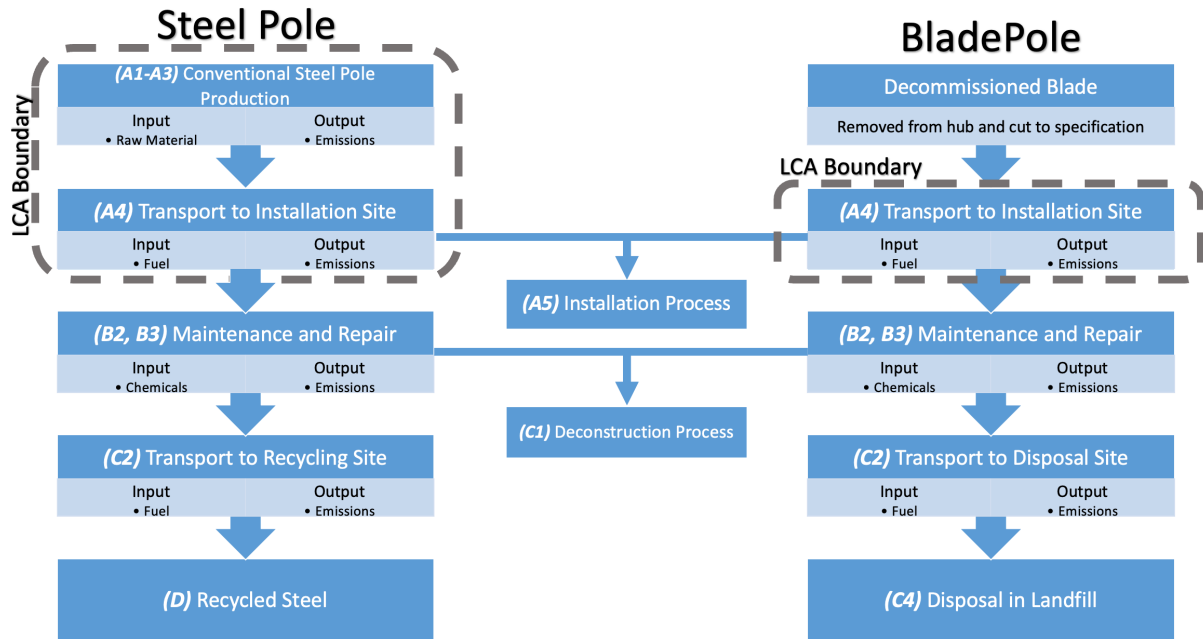 Steel Pole
LCA Boundary
(A1-A3) Conventional Steel Pole
Production
Input
• Raw Material
Output
• Emissions
(A4) Transport to Installation Site
Input
• Fuel
Output
• Emissions
(B2, B3) Maintenance and Repair
Input
• Chemicals
Output
• Emissions
(C2) Transport to Recycling Site
Input
• Fuel
Output
• Emissions
(D) Recycled Steel
(A5) Installation Process
(C1) Deconstruction Process
BladePole
Decommissioned Blade
Removed from hub and cut to specification
LCA Boundary
(A4) Transport to Installation Site
Input
• Fuel
Output
• Emissions
(B2, B3) Maintenance and Repair
Input
• Chemicals
Output
• Emissions
(C2) Transport to Disposal Site
Input
• Fuel
Output
• Emissions
(C4) Disposal in Landfill